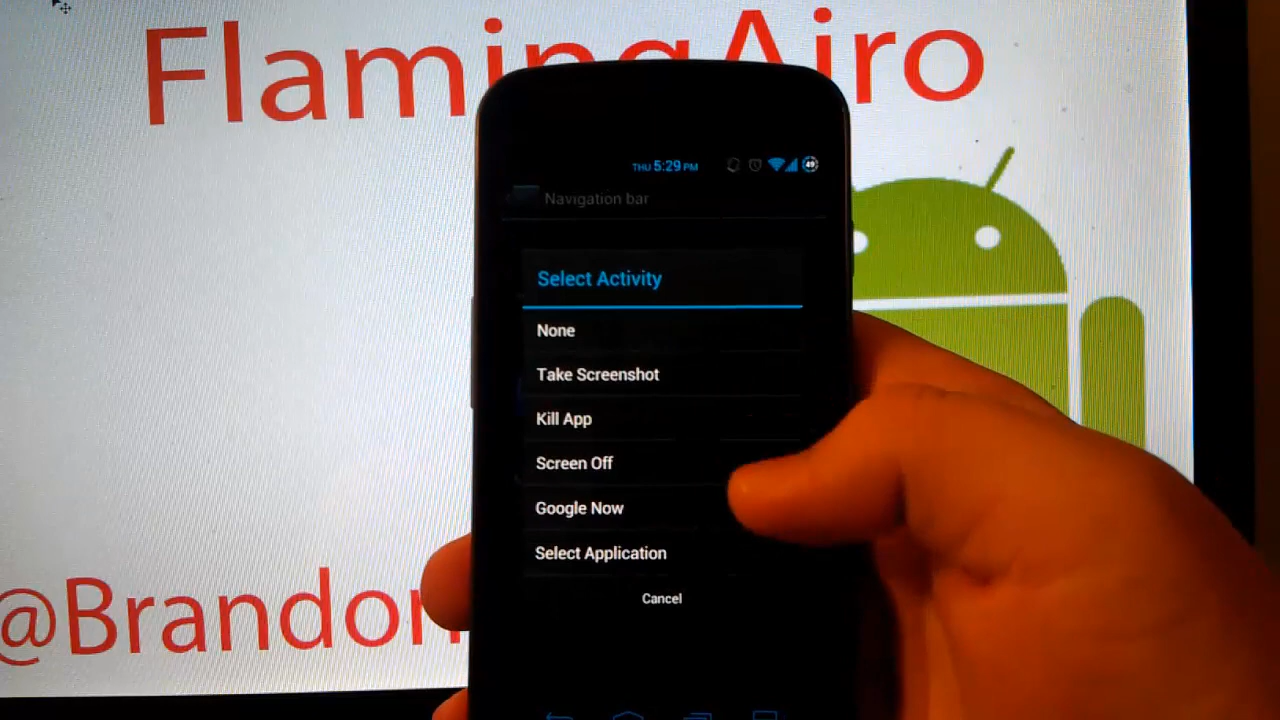 FlamingAiro
THU 5:29 PM 49
Navigation bar
Select Activity
None
Take Screenshot
Kill App
Screen Off
Google Now
Select Application
Cancel
@Brandon